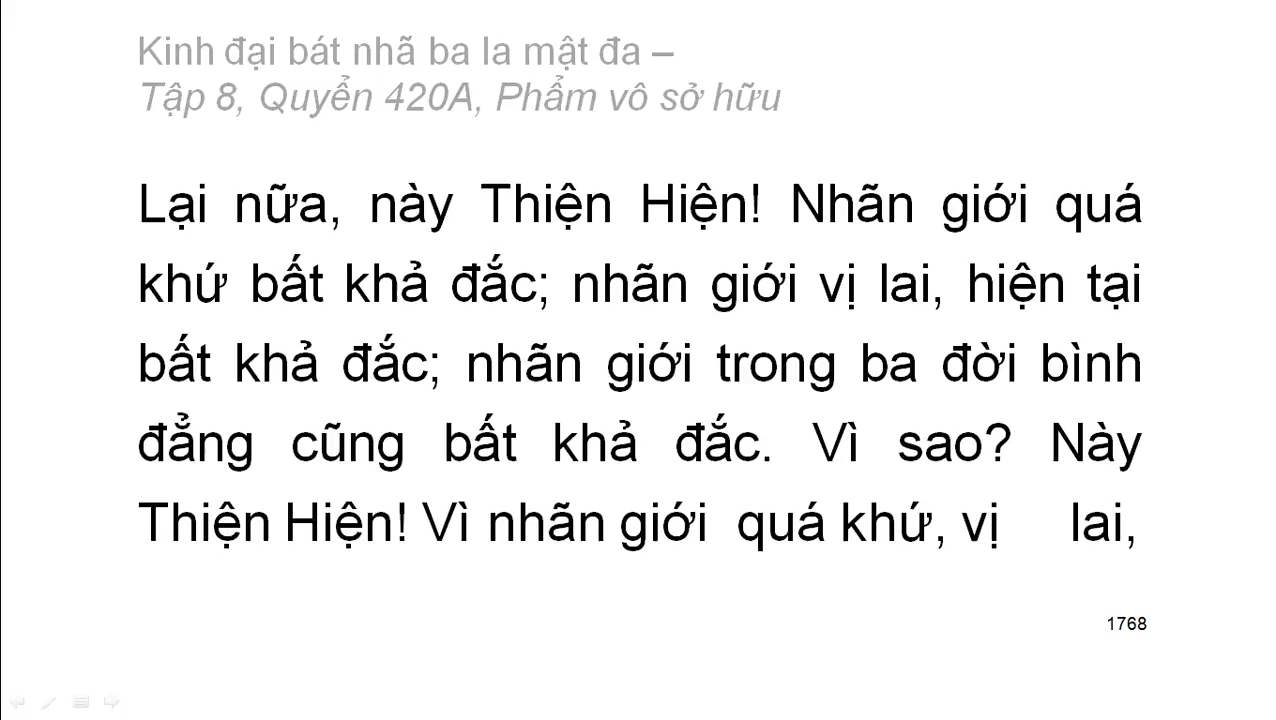 Kinh đại bát nhã ba la mật đa –
Tập 8, Quyển 420A, Phẩm vô sở hữu
Lại nữa, này Thiện Hiện! Nhãn giới quá
khứ bất khả đắc; nhãn giới vị lai, hiện tại
bất khả đắc; nhãn giới trong ba đời bình
đẳng cũng bất khả đắc. Vì sao? Này
Thiện Hiện! Vì nhãn giới quá khứ, vị lai,
1768